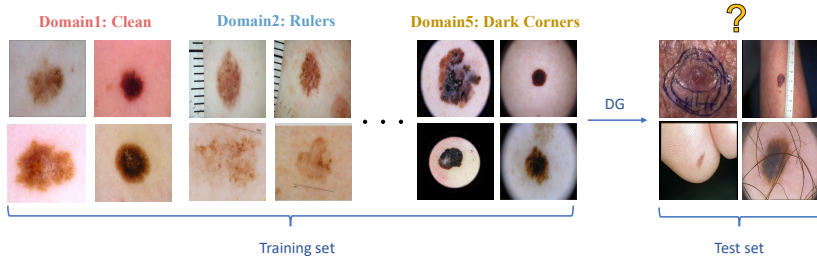 Domain1: Clean
Domain2: Rulers
Domain5: Dark Corners
?
. . .
DG
Training set
Test set